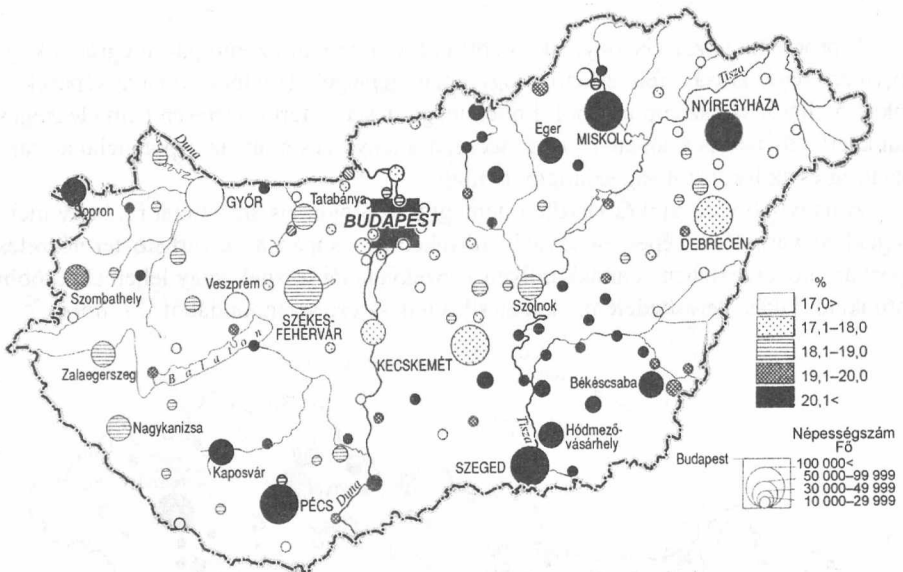 Tisza
NYÍREGYHÁZA
Eger
MISKOLC
Duna
Sopron
GYŐR
Tatabánya
BUDAPEST
DEBRECEN
Szombathely
Veszprém
SZÉKES-
FEHÉRVÁR
Szolnok
Zalaegerszeg
Balaton
KECSKEMÉT
Békéscsaba
Nagykanizsa
Tisza
Hódmező-
vásárhely
Kaposvár
SZEGED
PÉCS
Duna
%
17,0>
17,1–18,0
18,1–19,0
19,1–20,0
20,1<
Népességszám
Fő
Budapest
100 000<
50 000–99 999
30 000–49 999
10 000–29 999